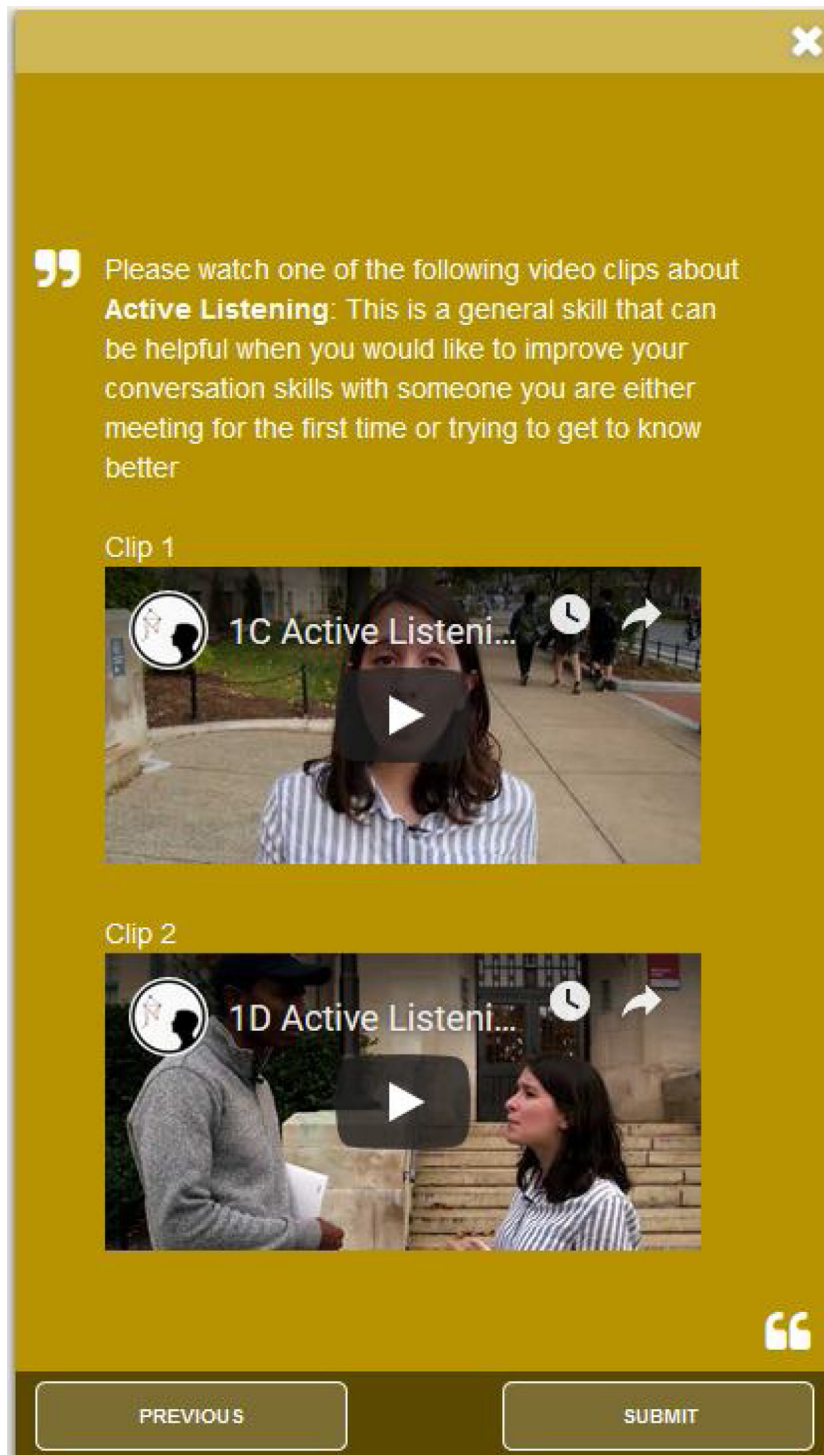 Please watch one of the following video clips about
Active Listening: This is a general skill that can
be helpful when you would like to improve your
conversation skills with someone you are either
meeting for the first time or trying to get to know
better
Clip 1
1C Active Listeni...
Clip 2
1D Active Listeni...
PREVIOUS
SUBMIT